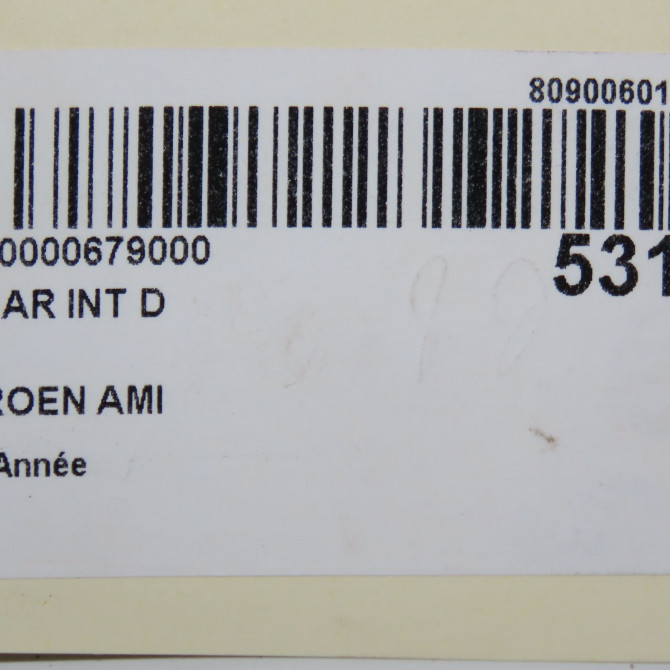 80900601
0000679000
531
AR INT D
ROEN AMI
Année